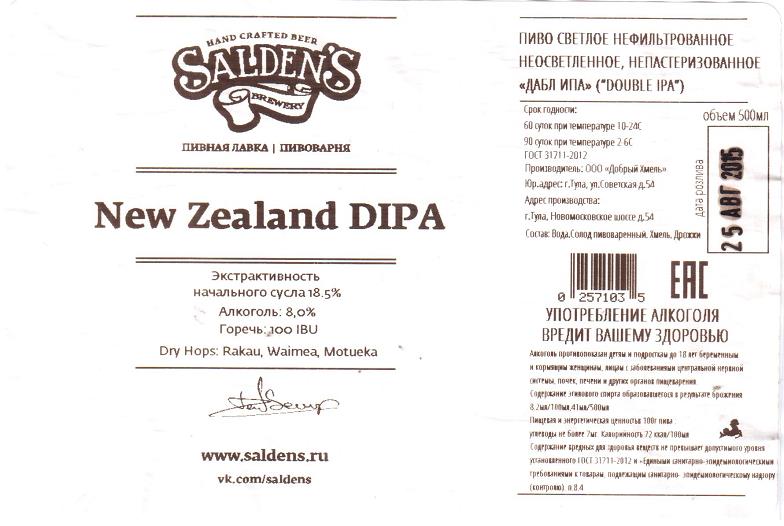 HAND CRAFTED BEER
SALDEN'S
BREWERY
ПИВНАЯ ЛАВКА | ПИВОВАРНЯ
New Zealand DIPA
Экстрактивность
начального сусла 18.5%
Алкоголь: 8,0%
Горечь: 100 IBU
Dry Hops: Rakau, Waimea, Motueka
www.saldens.ru
vk.com/saldens
ПИВО СВЕТЛОЕ НЕФИЛЬТРОВАННОЕ
НЕОСВЕТЛЕННОЕ, НЕПАСТЕРИЗОВАННОЕ
«ДАБЛ ИПА» ("DOUBLE IPA")
Срок годности:
60 суток при температуре 10-24С
90 суток при температуре 2-6С
ГОСТ 31711-2012
Производитель: ООО «Добрый Хмель»
Юр.адрес: г.Тула, ул.Советская д.54
Адрес производства:
г.Тула, Новомосковское шоссе д.54
Состав: Вода,Солод пивоваренный, Хмель, Дрожжи
объем 500мл
дата розлива
25 АВГ 2015
0 257103 5
EAC
УПОТРЕБЛЕНИЕ АЛКОГОЛЯ
ВРЕДИТ ВАШЕМУ ЗДОРОВЬЮ
Алкоголь противопоказан детям и подросткам до 18 лет беременным
и кормящим женщинам, лицам с заболеваниями центральной нервной
системы, почек, печени и других органов пищеварения.
Содержание этилового спирта образовавшегося в результате брожения
8.2мл/100мл,41мл/500мл
Пищевая и энергетическая ценность в 100г пива :
углеводы не более 7мг. Калорийность 72 ккал/100мл
Содержание вредных для здоровья веществ не превышает допустимого уровня
установленного ГОСТ 31711-2012 и «Едиными санитарно-эпидемиологическими
требованиями к товарам, подлежащим санитарно- эпидемиологическому надзору
(контролю). п.8.4